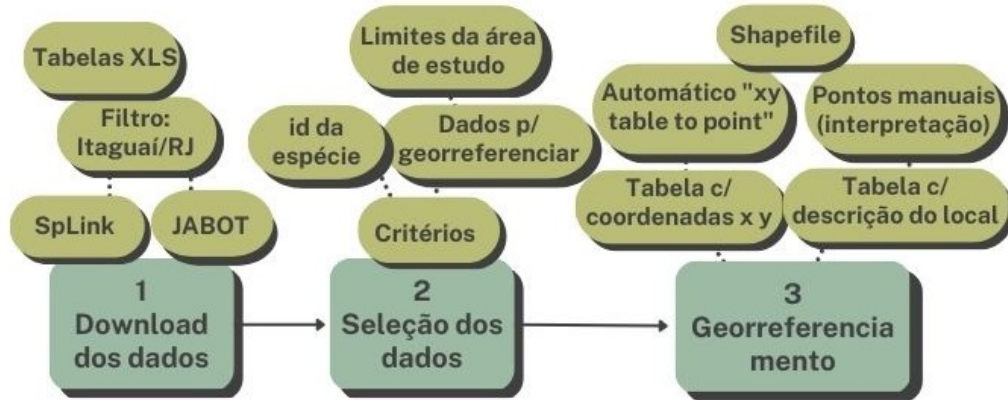 Tabelas XLS
Filtro:
Itaguaí/RJ
SpLink
JABOT
1
Download
dos dados
Limites da área
de estudo
id da
espécie
Dados p/
georreferenciar
Critérios
2
Seleção dos
dados
Shapefile
Automático "xy
table to point"
Pontos manuais
(interpretação)
Tabela c/
coordenadas x y
Tabela c/
descrição do local
3
Georreferencia
mento